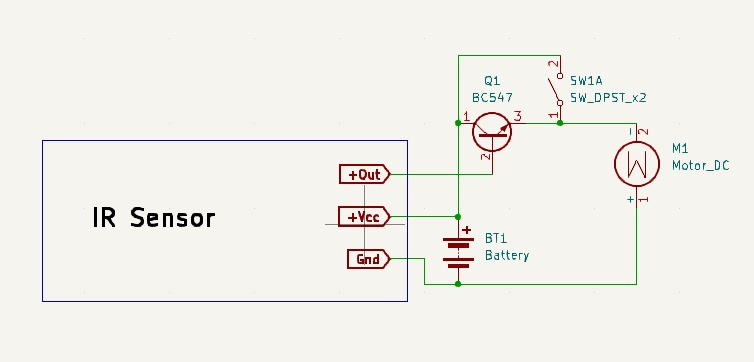 Q1
BC547
1
3
2
2
1
SW1A
SW_DPST_x2
- 2
M1
Motor_DC
+ 1
+Out
+Vcc
Gnd
IR Sensor
+
BT1
Battery